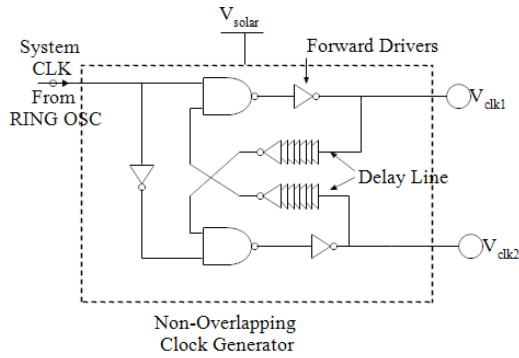 V_solar
System
CLK
From
RING OSC
Forward Drivers
V_clk1
Delay Line
V_clk2
Non-Overlapping
Clock Generator